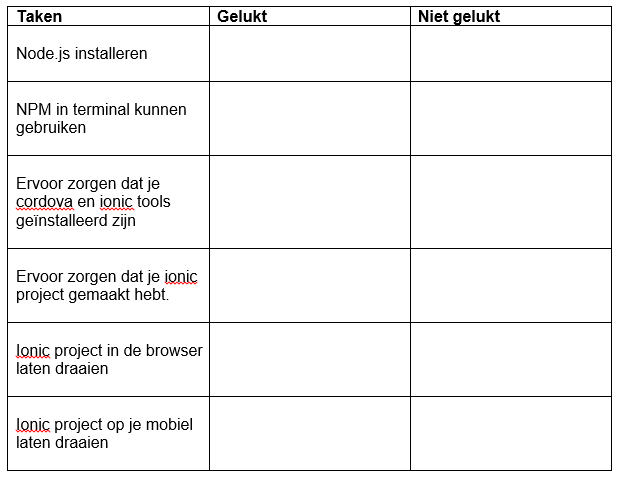 Taken Gelukt Niet gelukt
Node.js installeren
NPM in terminal kunnen
gebruiken
Ervoor zorgen dat je
cordova en ionic tools
geïnstalleerd zijn
Ervoor zorgen dat je ionic
project gemaakt hebt.
Ionic project in de browser
laten draaien
Ionic project op je mobiel
laten draaien